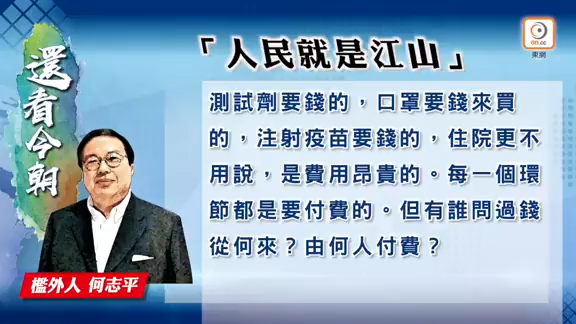 還看今朝
「人民就是江山」
on.cc
東網
測試劑要錢的，口罩要錢來買
的，注射疫苗要錢的，住院更不
用說，是費用昂貴的。每一個環
節都是要付費的。但有誰問過錢
從何來？由何人付費？
檻外人 何志平